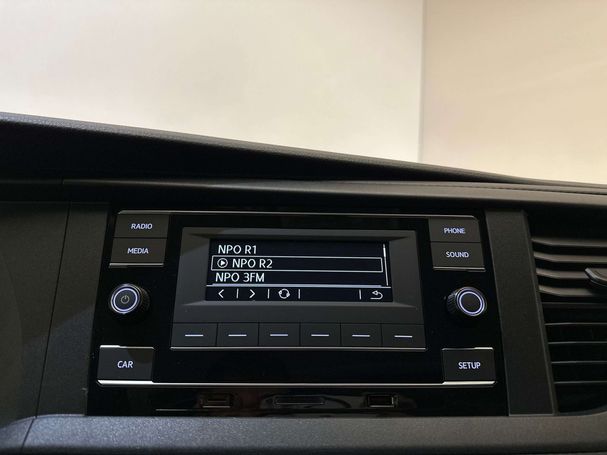 RADIO
MEDIA
PHONE
SOUND
NPO R1
NPO R2
NPO 3FM
CAR
SETUP